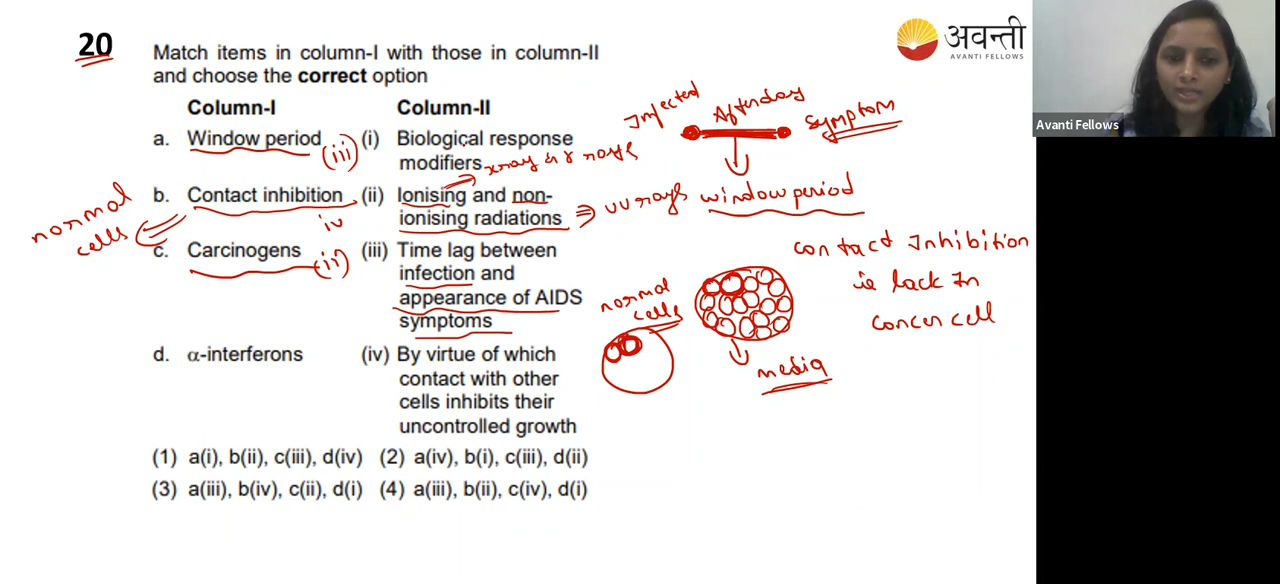 20
Match items in column-I with those in column-II
and choose the correct option
Column-I Column-II
a. Window period (iii) (i) Biological response
modifiers
xray
b. Contact inhibition iv (ii) Ionising and non-
ionising radiations ⇒ UV rays
normal
cells
c. Carcinogens (ii) (iii) Time lag between
infection and
appearance of AIDS
symptoms
d. α-interferons (iv) By virtue of which
contact with other
cells inhibits their
uncontrolled growth
(1) a(i), b(ii), c(iii), d(iv) (2) a(iv), b(i), c(iii), d(ii)
(3) a(iii), b(iv), c(ii), d(i) (4) a(iii), b(ii), c(iv), d(i)
Infected Symptom
window period
contact Inhibition
ie lack In
cancer cell
normal
cells
media
अवन्ती
AVANTI FELLOWS
Avanti Fellows